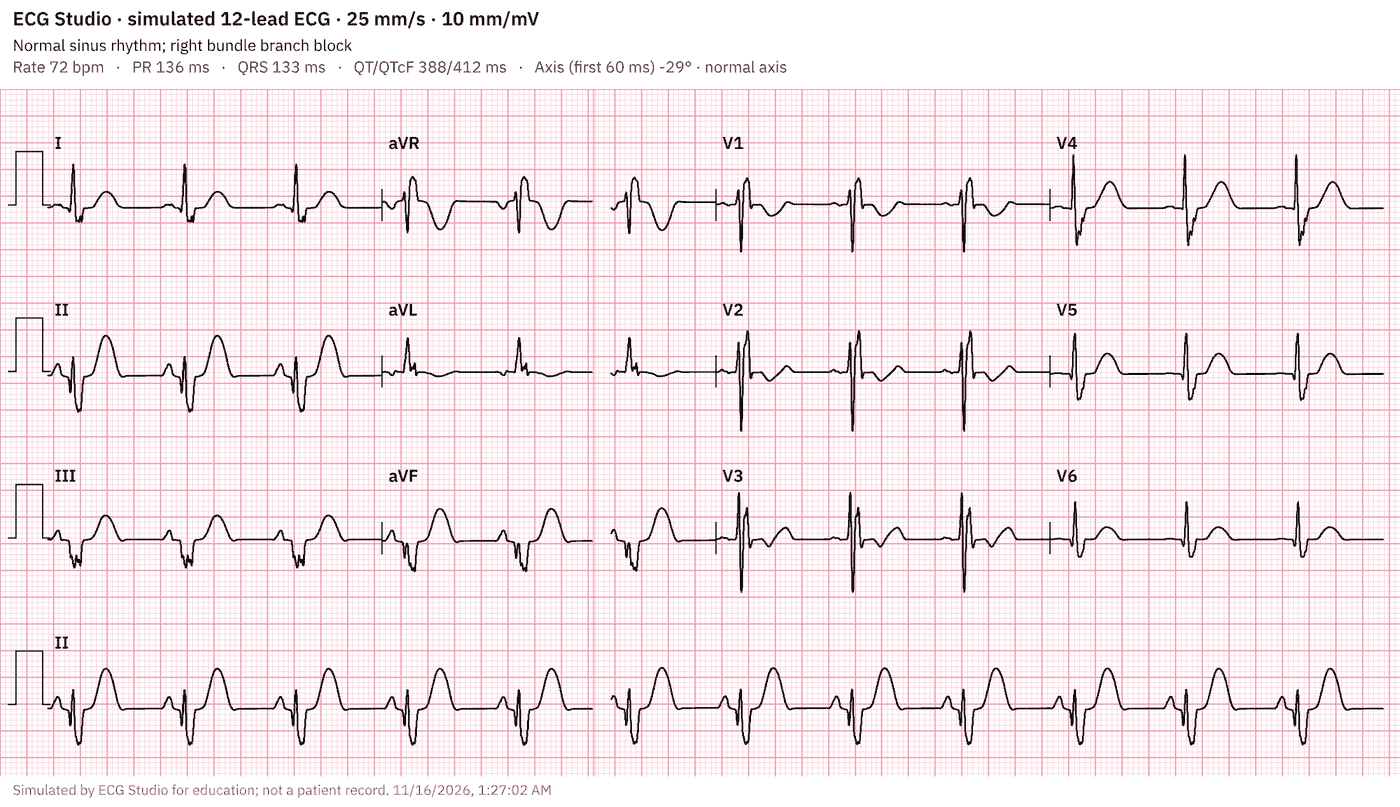 ECG Studio · simulated 12-lead ECG · 25 mm/s · 10 mm/mV
Normal sinus rhythm; right bundle branch block
Rate 72 bpm · PR 136 ms · QRS 133 ms · QT/QTcF 388/412 ms · Axis (first 60 ms) -29° · normal axis
I aVR V1 V4
II aVL V2 V5
III aVF V3 V6
II
Simulated by ECG Studio for education; not a patient record. 11/16/2026, 1:27:02 AM